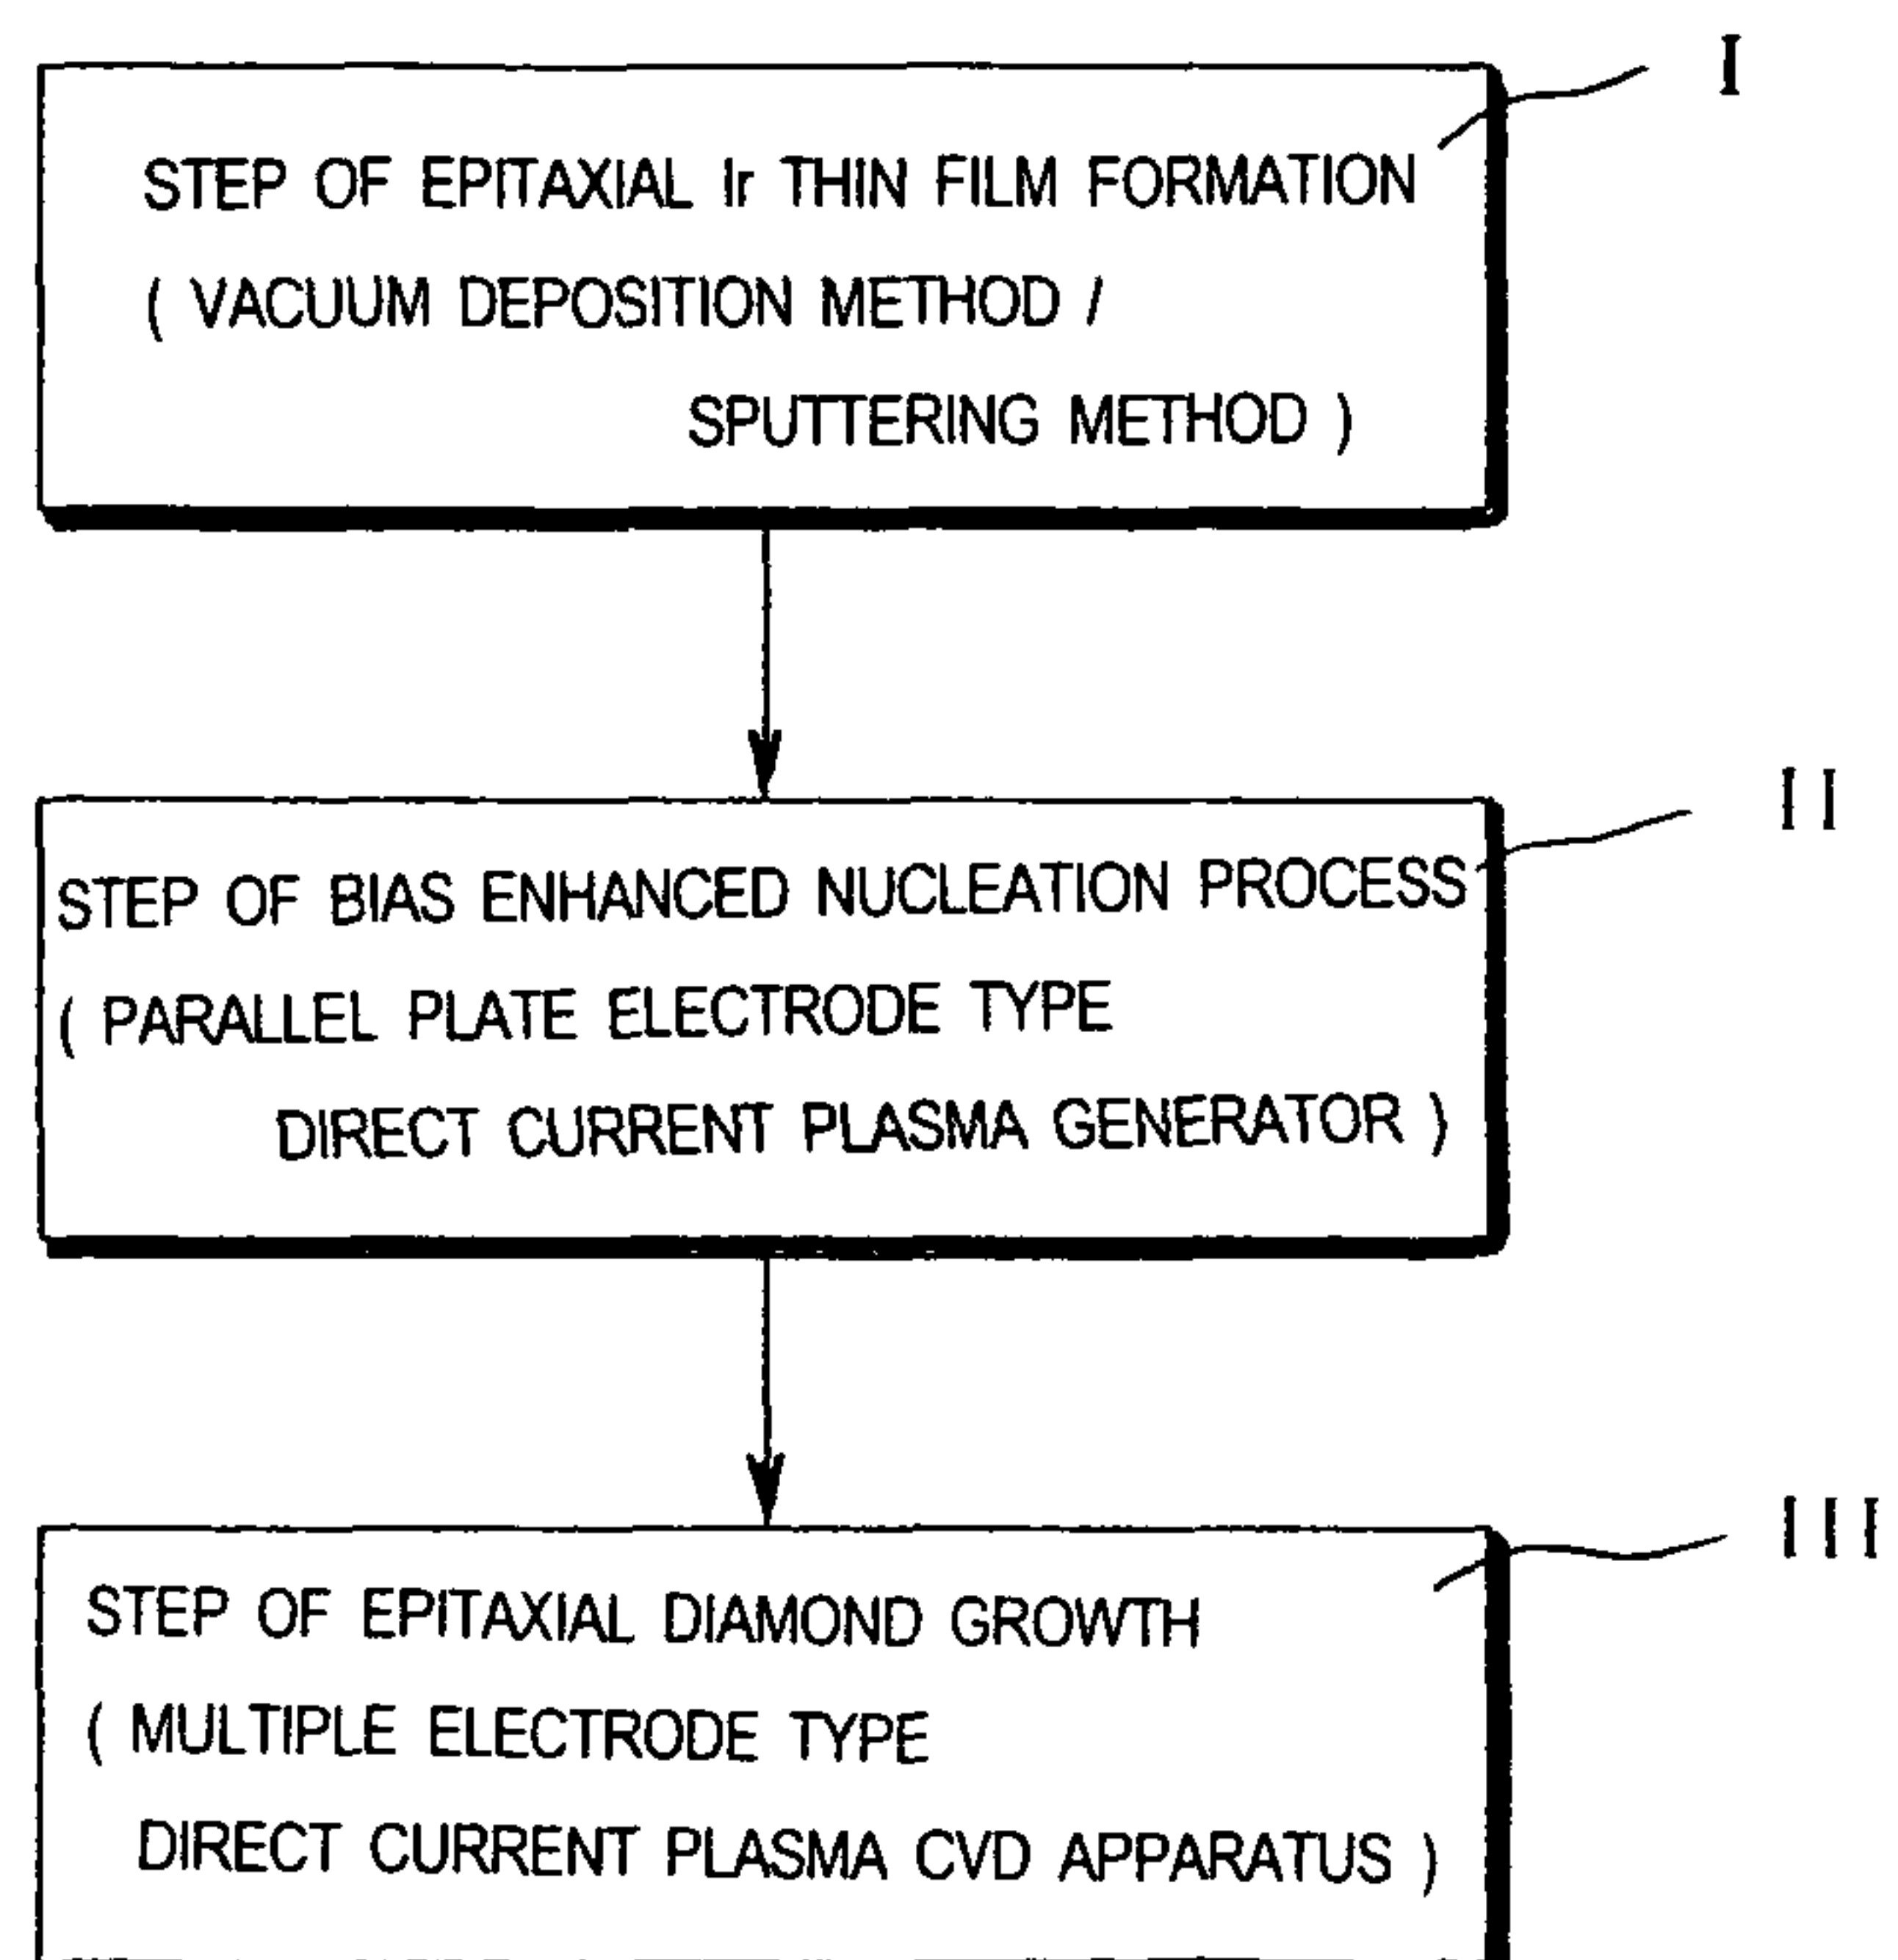 I
STEP OF EPITAXIAL Ir THIN FILM FORMATION
( VACUUM DEPOSITION METHOD /
SPUTTERING METHOD )
II
STEP OF BIAS ENHANCED NUCLEATION PROCESS
( PARALLEL PLATE ELECTRODE TYPE
DIRECT CURRENT PLASMA GENERATOR )
III
STEP OF EPITAXIAL DIAMOND GROWTH
( MULTIPLE ELECTRODE TYPE
DIRECT CURRENT PLASMA CVD APPARATUS )